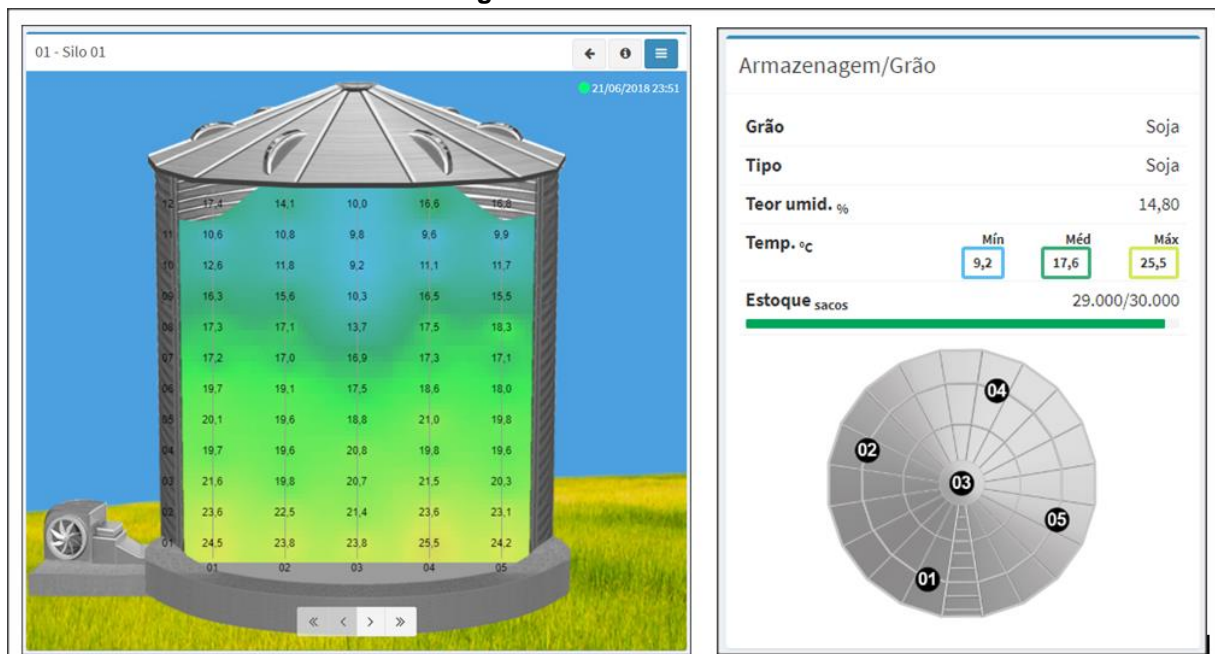 01 - Silo 01
21/06/2018 23:51
12 17,4 14,1 10,0 16,6 16,8
11 10,6 10,8 9,8 9,6 9,9
10 12,6 11,8 9,2 11,1 11,7
09 16,3 15,6 10,3 16,5 15,5
08 17,3 17,1 13,7 17,5 18,3
07 17,2 17,0 16,9 17,3 17,1
06 19,7 19,1 17,5 18,6 18,0
05 20,1 19,6 18,8 21,0 19,8
04 19,7 19,6 20,8 19,8 19,6
03 21,6 19,8 20,7 21,5 20,3
02 23,6 22,5 21,4 23,6 23,1
01 24,5 23,8 23,8 25,5 24,2
01 02 03 04 05
Armazenagem/Grão
Grão Soja
Tipo Soja
Teor umid. % 14,80
Temp. ºC Mín Méd Máx
9,2 17,6 25,5
Estoque sacos 29.000/30.000
04
02
03
05
01